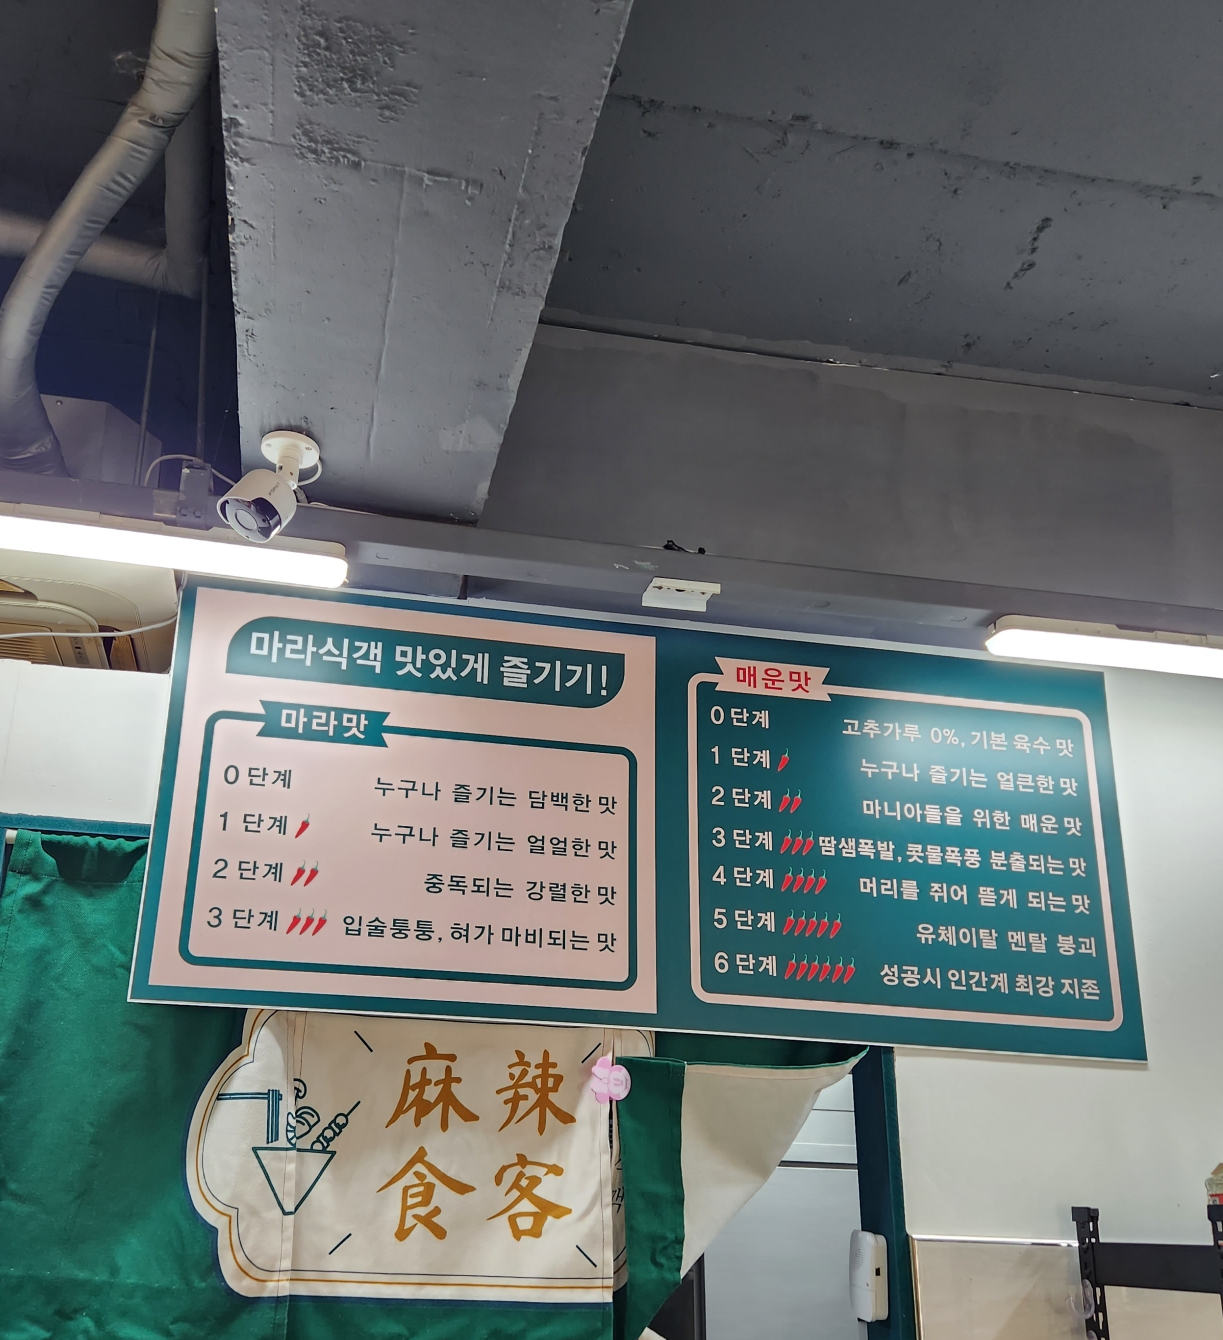 마라식객 맛있게 즐기기!
마라맛
0 단계 누구나 즐기는 담백한 맛
1 단계 누구나 즐기는 얼얼한 맛
2 단계 중독되는 강렬한 맛
3 단계 입술퉁퉁, 혀가 마비되는 맛
매운맛
0 단계 고추가루 0%, 기본 육수 맛
1 단계 누구나 즐기는 얼큰한 맛
2 단계 마니아들을 위한 매운 맛
3 단계 땀샘폭발, 콧물폭풍 분출되는 맛
4 단계 머리를 쥐어 뜯게 되는 맛
5 단계 유체이탈 멘탈 붕괴
6 단계 성공시 인간계 최강 지존
麻辣
食客